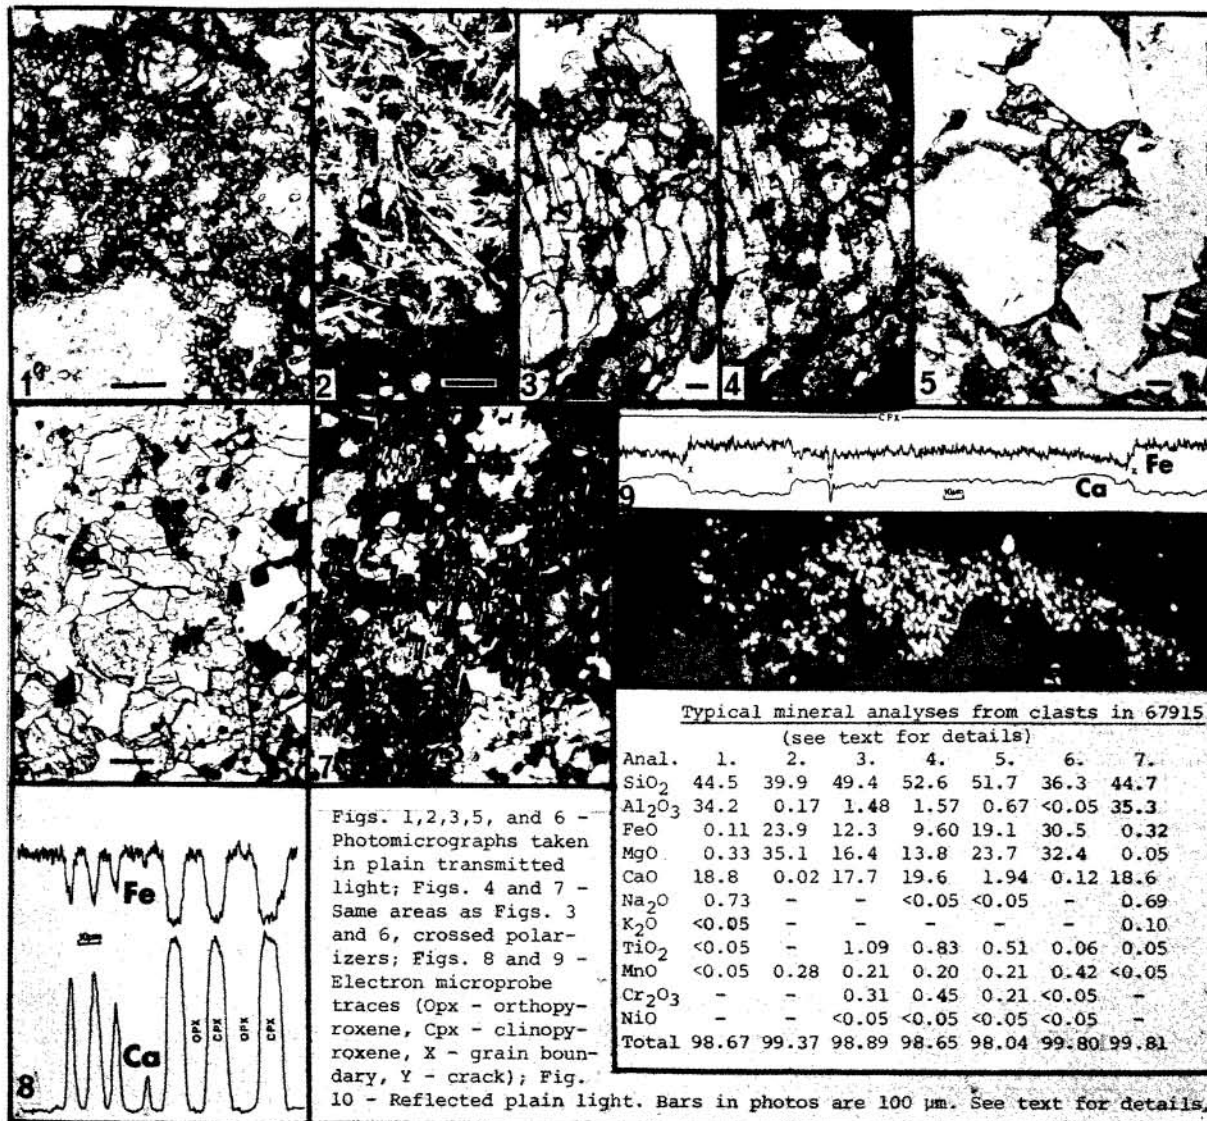 1
2
3
4
5
CPX
Fe
X
X
X
Ca
9
7
Fe
Ca
OPX
CPX
OPX
CPX
8
Typical mineral analyses from clasts in 67915
(see text for details)
Anal. 1. 2. 3. 4. 5. 6. 7.
SiO2 44.5 39.9 49.4 52.6 51.7 36.3 44.7
Al2O3 34.2 0.17 1.48 1.57 0.67 <0.05 35.3
FeO 0.11 23.9 12.3 9.60 19.1 30.5 0.32
MgO 0.33 35.1 16.4 13.8 23.7 32.4 0.05
CaO 18.8 0.02 17.7 19.6 1.94 0.12 18.6
Na2O 0.73 - - <0.05 <0.05 - 0.69
K2O <0.05 - - - - - 0.10
TiO2 <0.05 - 1.09 0.83 0.51 0.06 0.05
MnO <0.05 0.28 0.21 0.20 0.21 0.42 <0.05
Cr2O3 - - 0.31 0.45 0.21 <0.05 -
NiO - - <0.05 <0.05 <0.05 <0.05 -
Total 98.67 99.37 98.89 98.65 98.04 99.80 99.81
Figs. 1,2,3,5, and 6 -
Photomicrographs taken
in plain transmitted
light; Figs. 4 and 7 -
Same areas as Figs. 3
and 6, crossed polar-
izers; Figs. 8 and 9 -
Electron microprobe
traces (Opx - orthopy-
roxene, Cpx - clinopy-
roxene, X - grain boun-
dary, Y - crack); Fig.
10 - Reflected plain light. Bars in photos are 100 µm. See text for details.